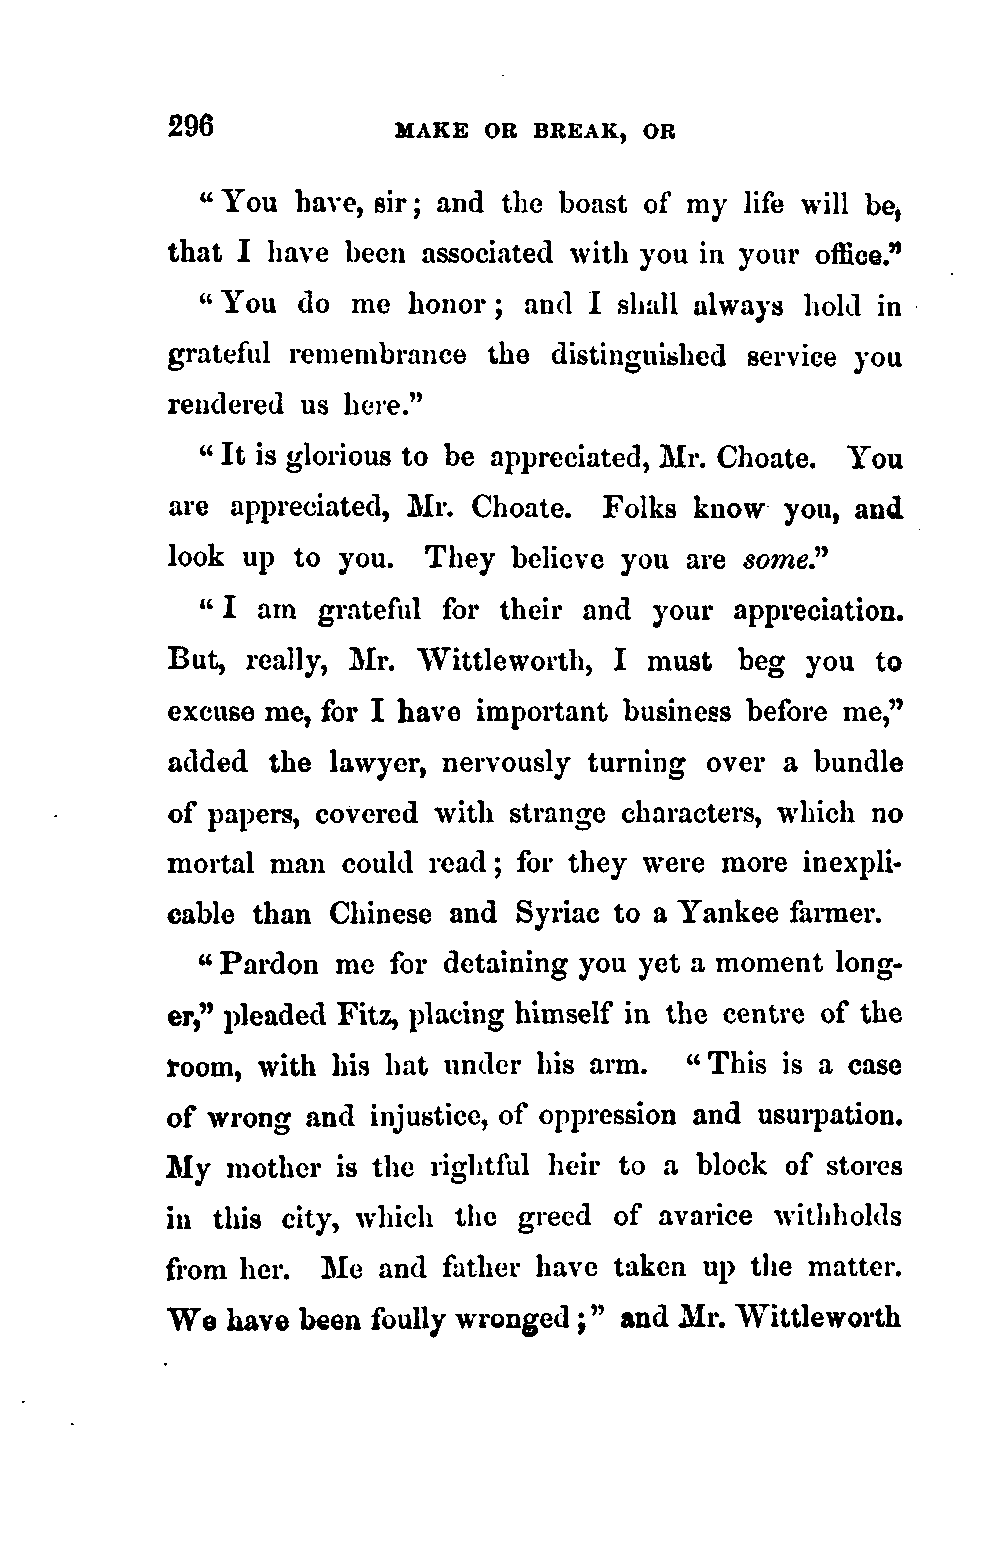 296 MAKE OR BREAK, OR
“You have, sir; and the boast of my life will be,
that I have been associated with you in your office.”
“You do me honor; and I shall always hold in
grateful remembrance the distinguished service you
rendered us here.”
“It is glorious to be appreciated, Mr. Choate. You
are appreciated, Mr. Choate. Folks know you, and
look up to you. They believe you are some.”
“I am grateful for their and your appreciation.
But, really, Mr. Wittleworth, I must beg you to
excuse me, for I have important business before me,”
added the lawyer, nervously turning over a bundle
of papers, covered with strange characters, which no
mortal man could read; for they were more inexpli-
cable than Chinese and Syriac to a Yankee farmer.
“Pardon me for detaining you yet a moment long-
er,” pleaded Fitz, placing himself in the centre of the
room, with his hat under his arm. “This is a case
of wrong and injustice, of oppression and usurpation.
My mother is the rightful heir to a block of stores
in this city, which the greed of avarice withholds
from her. Me and father have taken up the matter.
We have been foully wronged;” and Mr. Wittleworth